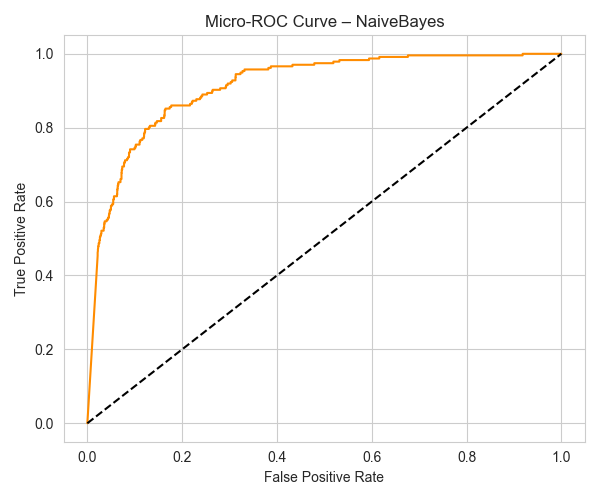 Micro-ROC Curve – NaiveBayes
True Positive Rate
1.0
0.8
0.6
0.4
0.2
0.0
0.0 0.2 0.4 0.6 0.8 1.0
False Positive Rate